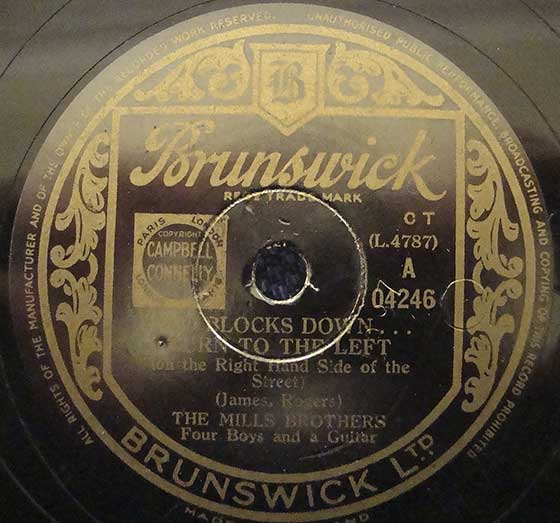 ALL RIGHTS OF THE MANUFACTURER AND OF THE OWNER OF THE RECORDED WORK RESERVED. UNAUTHORISED PUBLIC PERFORMANCE, BROADCASTING AND COPYING OF THIS RECORD PROHIBITED
B
Brunswick
REGD TRADE MARK
PARIS LONDON
COPYRIGHT
CAMPBELL
CONNELLY
LONDON
CT
(L.4787)
A
04246
BLOCKS DOWN...
TO THE LEFT
(on the Right Hand Side of the
Street)
(James, Rogers)
THE MILLS BROTHERS
Four Boys and a Guitar
BRUNSWICK LTD.